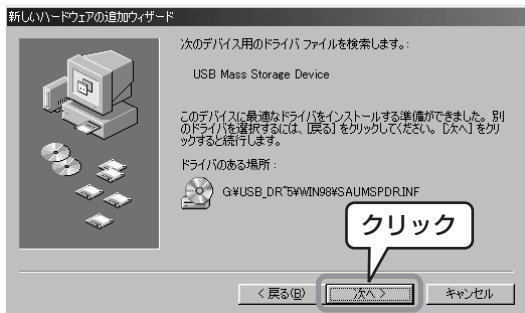 新しいハードウェアの追加ウィザード
次のデバイス用のドライバ ファイルを検索します。:
USB Mass Storage Device
このデバイスに最適なドライバをインストールする準備ができました。別
のドライバを選択するには、[戻る] をクリックしてください。[次へ] をクリ
ックすると続行します。
ドライバのある場所:
G:¥USB_DR~5¥WIN98¥SAUMSPDR.INF
クリック
< 戻る(B)
次へ >
キャンセル